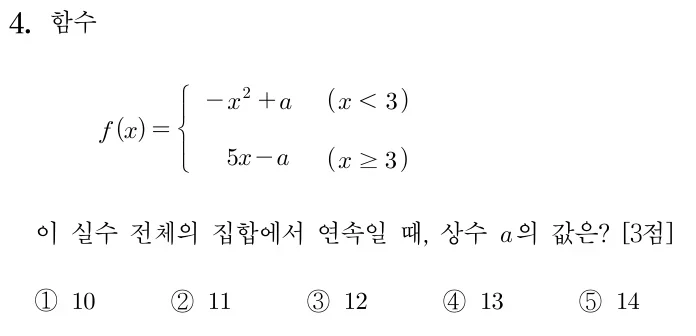 4. 함수
f(x) = { -x² + a (x < 3)
5x - a (x ≥ 3)
이 실수 전체의 집합에서 연속일 때, 상수 a의 값은? [3점]
① 10 ② 11 ③ 12 ④ 13 ⑤ 14